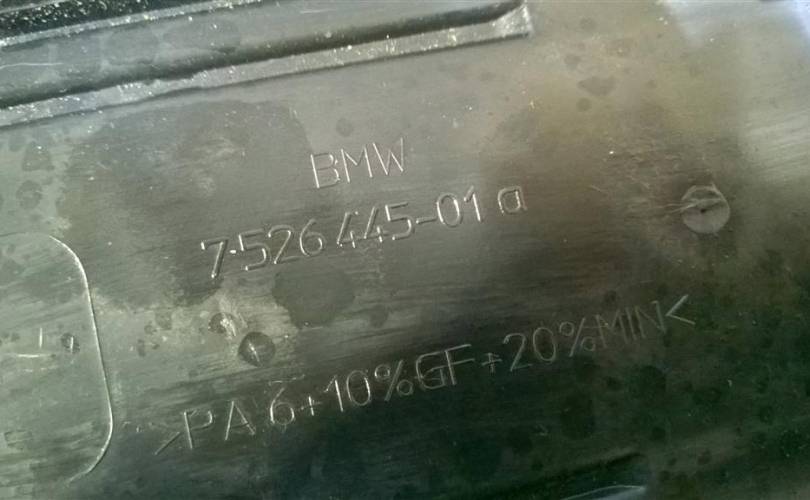 BMW
7·526 445-01 a
>PA 6+10%GF+20%MIN<